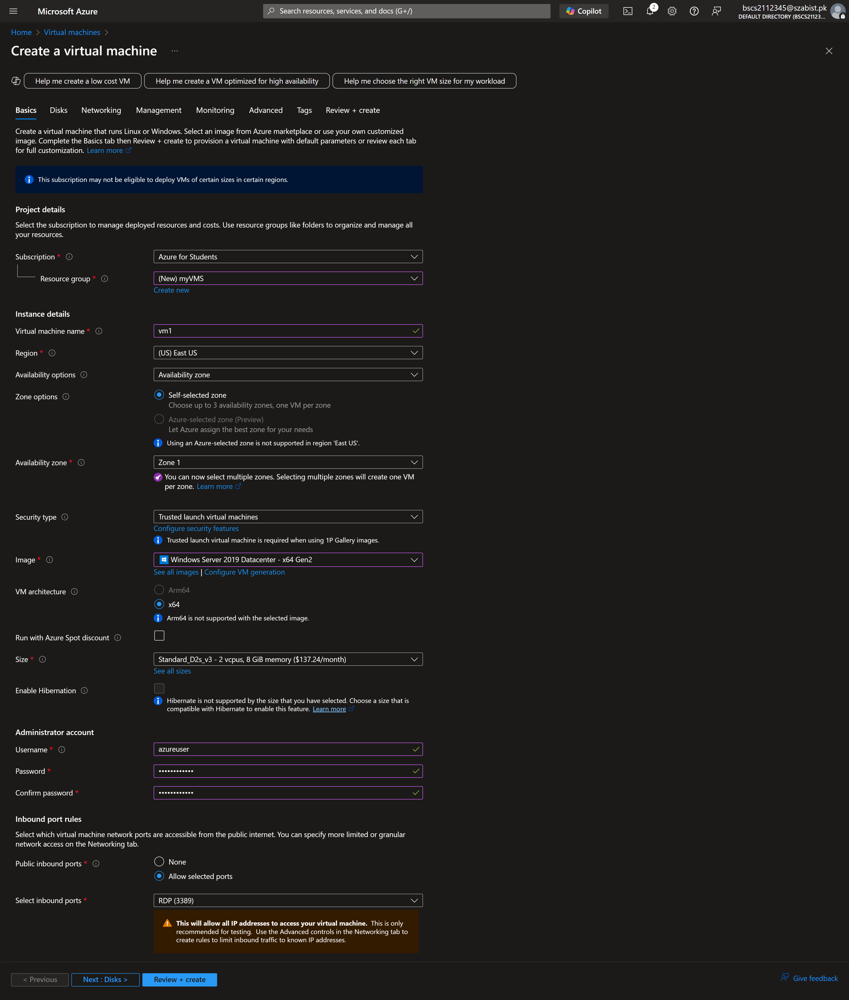 Microsoft Azure
Search resources, services, and docs (G+/)
Copilot
2
bscs2112345@szabist.pk
DEFAULT DIRECTORY (BSCS21123...
Home > Virtual machines >
Create a virtual machine ...
Help me create a low cost VM
Help me create a VM optimized for high availability
Help me choose the right VM size for my workload
Basics Disks Networking Management Monitoring Advanced Tags Review + create
Create a virtual machine that runs Linux or Windows. Select an image from Azure marketplace or use your own customized
image. Complete the Basics tab then Review + create to provision a virtual machine with default parameters or review each tab
for full customization. Learn more
This subscription may not be eligible to deploy VMs of certain sizes in certain regions.
Project details
Select the subscription to manage deployed resources and costs. Use resource groups like folders to organize and manage all
your resources.
Subscription *
Azure for Students
Resource group *
(New) myVMS
Create new
Instance details
Virtual machine name *
vm1
Region *
(US) East US
Availability options
Availability zone
Zone options
Self-selected zone
Choose up to 3 availability zones, one VM per zone
Azure-selected zone (Preview)
Let Azure assign the best zone for your needs
Using an Azure-selected zone is not supported in region 'East US'.
Availability zone *
Zone 1
You can now select multiple zones. Selecting multiple zones will create one VM
per zone. Learn more
Security type
Trusted launch virtual machines
Configure security features
Trusted launch virtual machine is required when using 1P Gallery images.
Image *
Windows Server 2019 Datacenter - x64 Gen2
See all images | Configure VM generation
VM architecture
Arm64
x64
Arm64 is not supported with the selected image.
Run with Azure Spot discount
Size *
Standard_D2s_v3 - 2 vcpus, 8 GiB memory ($137.24/month)
See all sizes
Enable Hibernation
Hibernate is not supported by the size that you have selected. Choose a size that is
compatible with Hibernate to enable this feature. Learn more
Administrator account
Username *
azureuser
Password *
••••••••••••
Confirm password *
••••••••••••
Inbound port rules
Select which virtual machine network ports are accessible from the public internet. You can specify more limited or granular
network access on the Networking tab.
Public inbound ports *
None
Allow selected ports
Select inbound ports *
RDP (3389)
This will allow all IP addresses to access your virtual machine. This is only
recommended for testing. Use the Advanced controls in the Networking tab to
create rules to limit inbound traffic to known IP addresses.
< Previous
Next : Disks >
Review + create
Give feedback